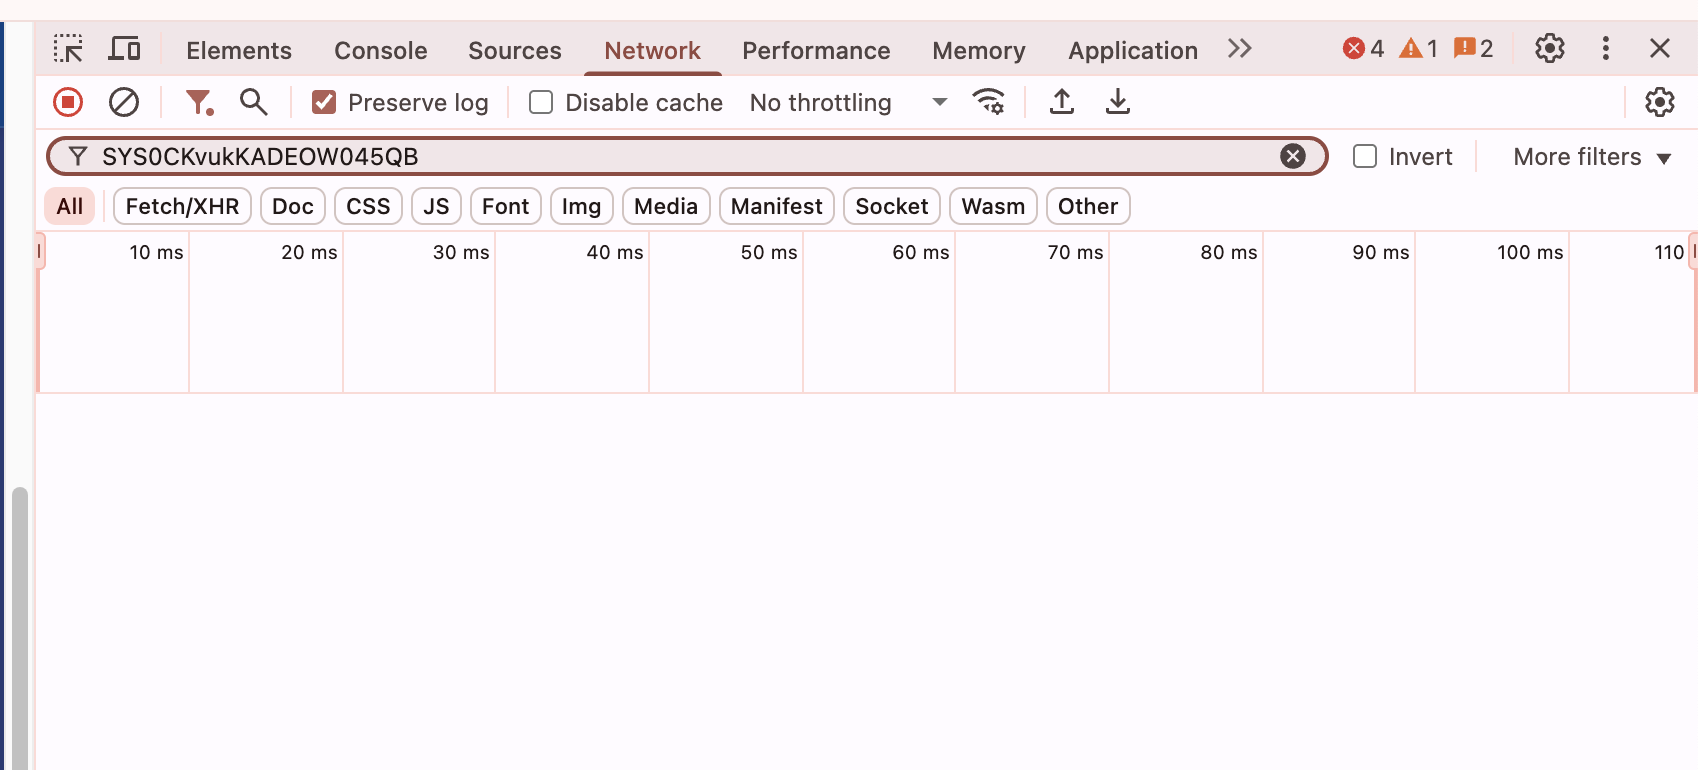 Elements Console Sources Network Performance Memory Application 4 1 2
Preserve log Disable cache No throttling
SYS0CKvukKADEOW045QB Invert More filters
All Fetch/XHR Doc CSS JS Font Img Media Manifest Socket Wasm Other
10 ms 20 ms 30 ms 40 ms 50 ms 60 ms 70 ms 80 ms 90 ms 100 ms 110